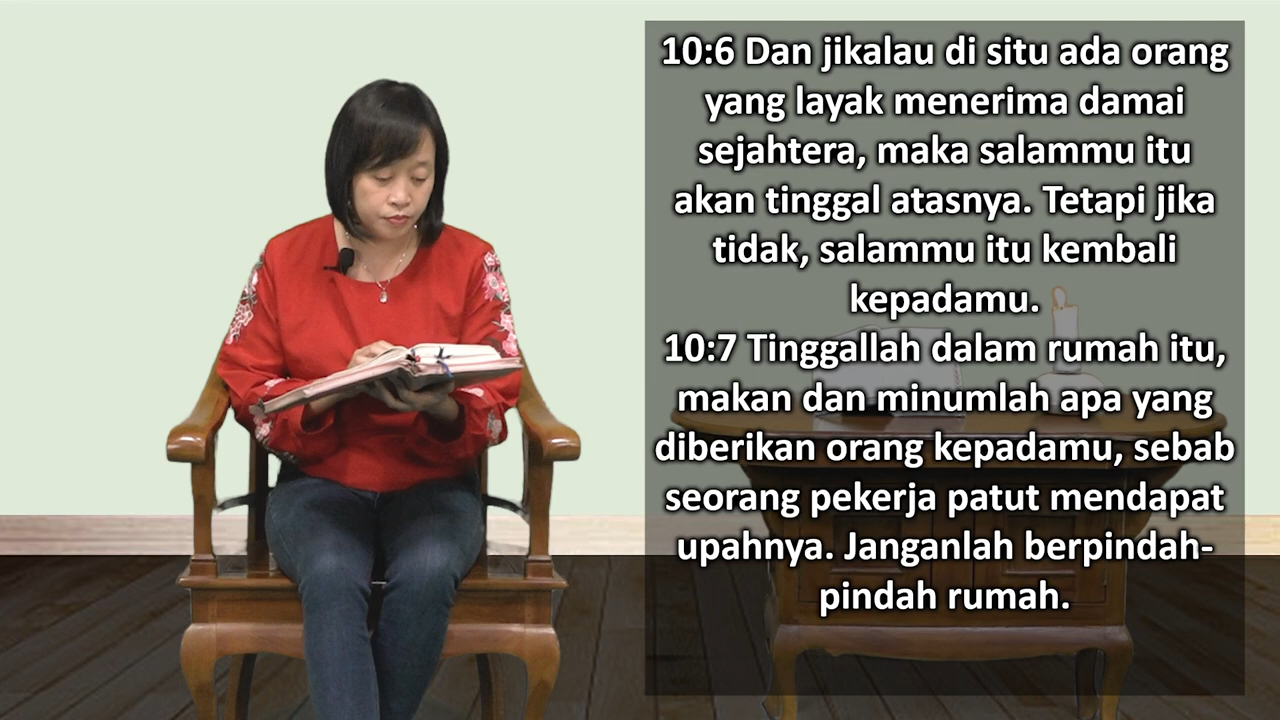 10:6 Dan jikalau di situ ada orang
yang layak menerima damai
sejahtera, maka salammu itu
akan tinggal atasnya. Tetapi jika
tidak, salammu itu kembali
kepadamu.
10:7 Tinggallah dalam rumah itu,
makan dan minumlah apa yang
diberikan orang kepadamu, sebab
seorang pekerja patut mendapat
upahnya. Janganlah berpindah-
pindah rumah.